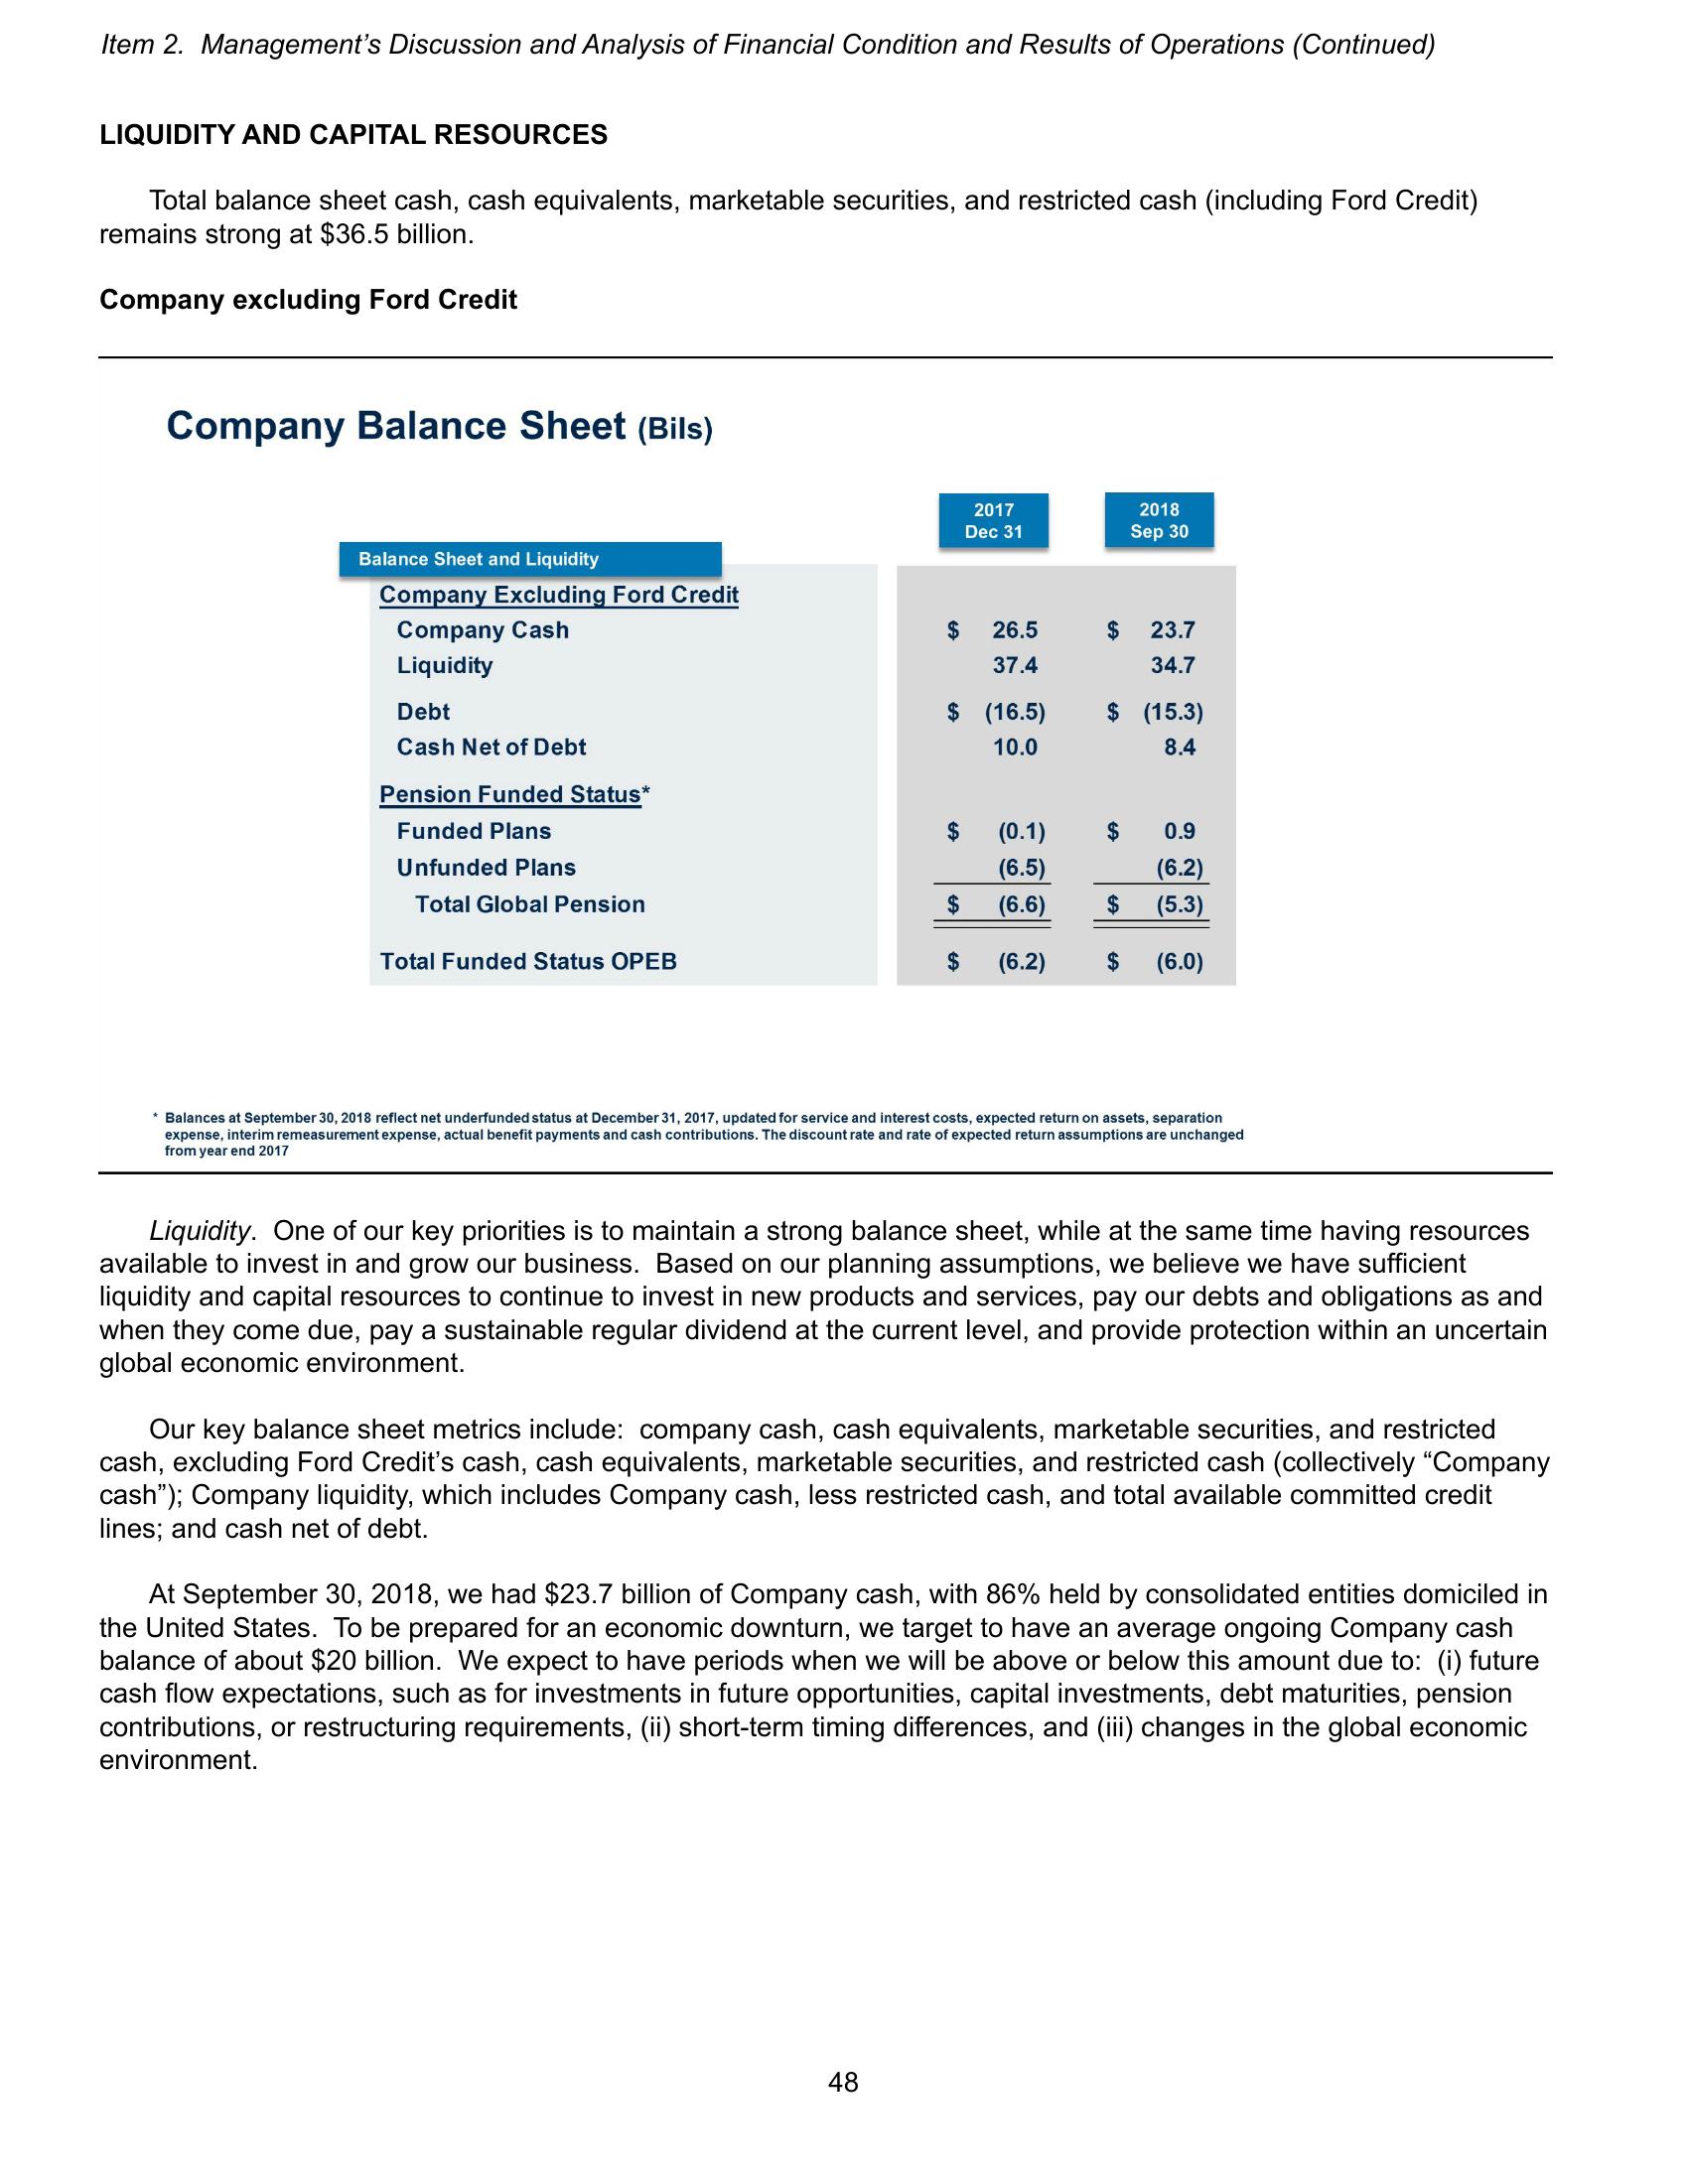 Item 2.  Management’s Discussion and Analysis of Financial Condition and Results of Operations (Continued)
LIQUIDITY AND CAPITAL RESOURCES
Total balance sheet cash, cash equivalents, marketable securities, and restricted cash (including Ford Credit)
remains strong at $36.5 billion.
Company excluding Ford Credit
Company Balance Sheet (Bils)
2017 2018
Dec 31 Sep 30
Balance Sheet and Liquidity
Company Excluding Ford Credit
Company Cash $ 26.5 $ 23.7
Liquidity 37.4 34.7
Debt $ (16.5) $ (15.3)
Cash Net of Debt 10.0 8.4
Pension Funded Status*
Funded Plans $ (0.1) $ 0.9
Unfunded Plans (6.5) (6.2)
Total Global Pension $ (6.6) $ (5.3)
Total Funded Status OPEB $ (6.2) $ (6.0)
* Balances at September 30, 2018 reflect net underfunded status at December 31, 2017, updated for service and interest costs, expected return on assets, separation
expense, interim remeasurement expense, actual benefit payments and cash contributions. The discount rate and rate of expected return assumptions are unchanged
from year end 2017
Liquidity.  One of our key priorities is to maintain a strong balance sheet, while at the same time having resources
available to invest in and grow our business.  Based on our planning assumptions, we believe we have sufficient
liquidity and capital resources to continue to invest in new products and services, pay our debts and obligations as and
when they come due, pay a sustainable regular dividend at the current level, and provide protection within an uncertain
global economic environment.
Our key balance sheet metrics include:  company cash, cash equivalents, marketable securities, and restricted
cash, excluding Ford Credit’s cash, cash equivalents, marketable securities, and restricted cash (collectively “Company
cash”); Company liquidity, which includes Company cash, less restricted cash, and total available committed credit
lines; and cash net of debt.
At September 30, 2018, we had $23.7 billion of Company cash, with 86% held by consolidated entities domiciled in
the United States.  To be prepared for an economic downturn, we target to have an average ongoing Company cash
balance of about $20 billion.  We expect to have periods when we will be above or below this amount due to:  (i) future
cash flow expectations, such as for investments in future opportunities, capital investments, debt maturities, pension
contributions, or restructuring requirements, (ii) short-term timing differences, and (iii) changes in the global economic
environment.
48